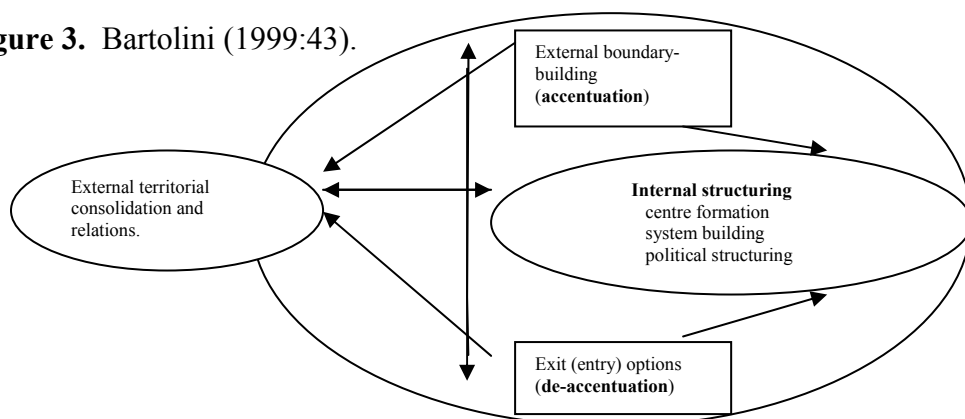 gure 3. Bartolini (1999:43).
External boundary-
building
(accentuation)
External territorial
consolidation and
relations.
Internal structuring
centre formation
system building
political structuring
Exit (entry) options
(de-accentuation)